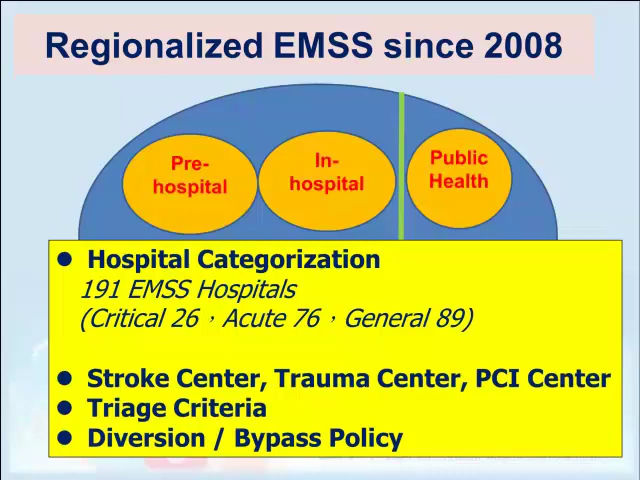 Regionalized EMSS since 2008
Pre-
hospital
In-
hospital
Public
Health
● Hospital Categorization
191 EMSS Hospitals
(Critical 26，Acute 76，General 89)
● Stroke Center, Trauma Center, PCI Center
● Triage Criteria
● Diversion / Bypass Policy